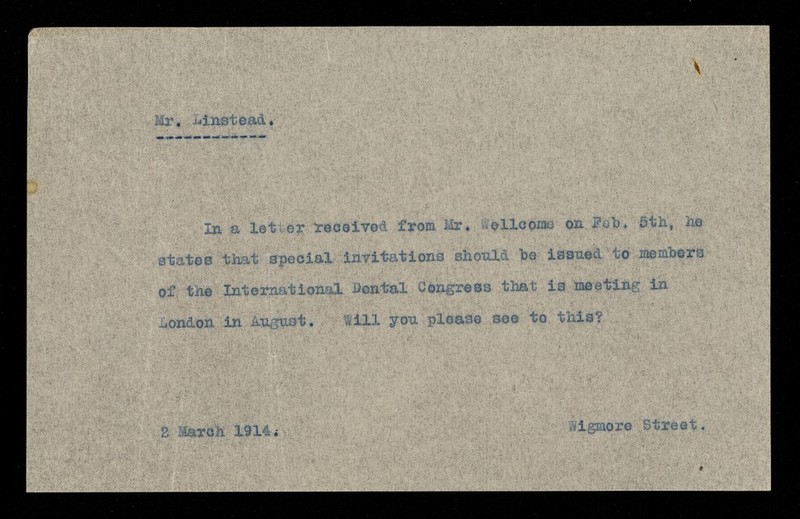 Mr. Linstead.
In a letter received from Mr. Wellcome on Feb. 5th, he
states that special invitations should be issued to members
of the International Dental Congress that is meeting in
London in August. Will you please see to this?
2 March 1914.
Wigmore Street.